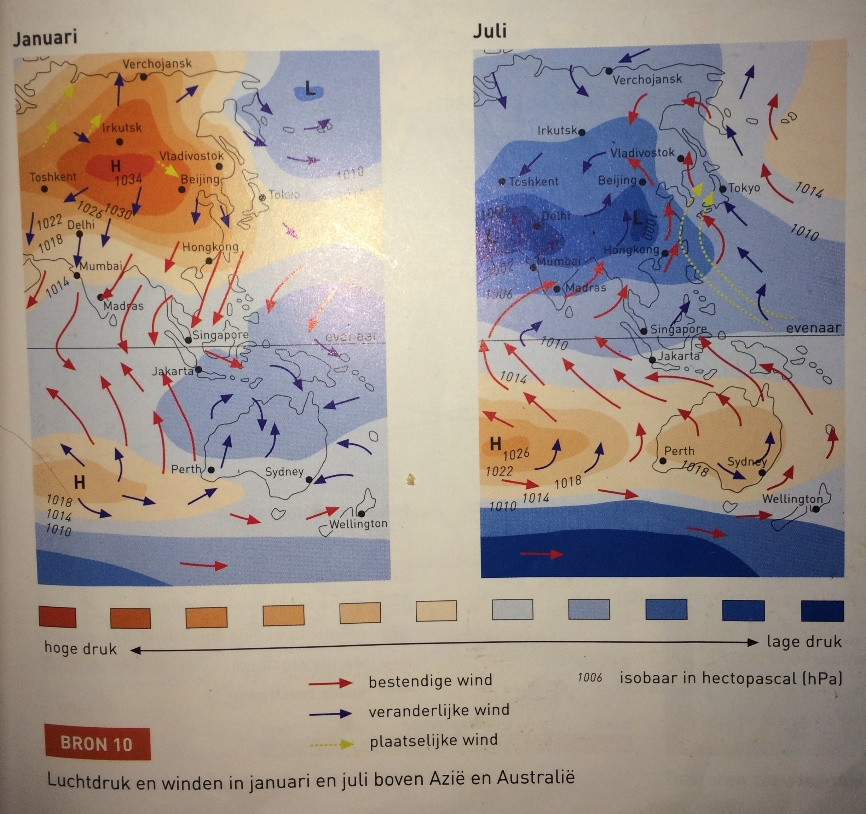 Januari
Verchojansk
L
Irkutsk
Vladivostok
H
1034
Toshkent
Beijing
1010
Tokyo
1030
1026
1022
Delhi
1018
Hongkong
Mumbai
1014
Madras
Singapore
evenaar
Jakarta
Perth
Sydney
H
1018
1014
1010
Wellington
Juli
Verchojansk
Irkutsk
Vladivostok
Toshkent
Beijing
Tokyo
1014
Delhi
L
1010
Hongkong
L
Mumbai
1002
Madras
1006
Singapore
evenaar
1010
Jakarta
1014
H
1026
Perth
1022
1018
1018
Sydney
1014
1010
Wellington
hoge druk
lage druk
bestendige wind
1006 isobaar in hectopascal (hPa)
veranderlijke wind
plaatselijke wind
BRON 10
Luchtdruk en winden in januari en juli boven Azië en Australië